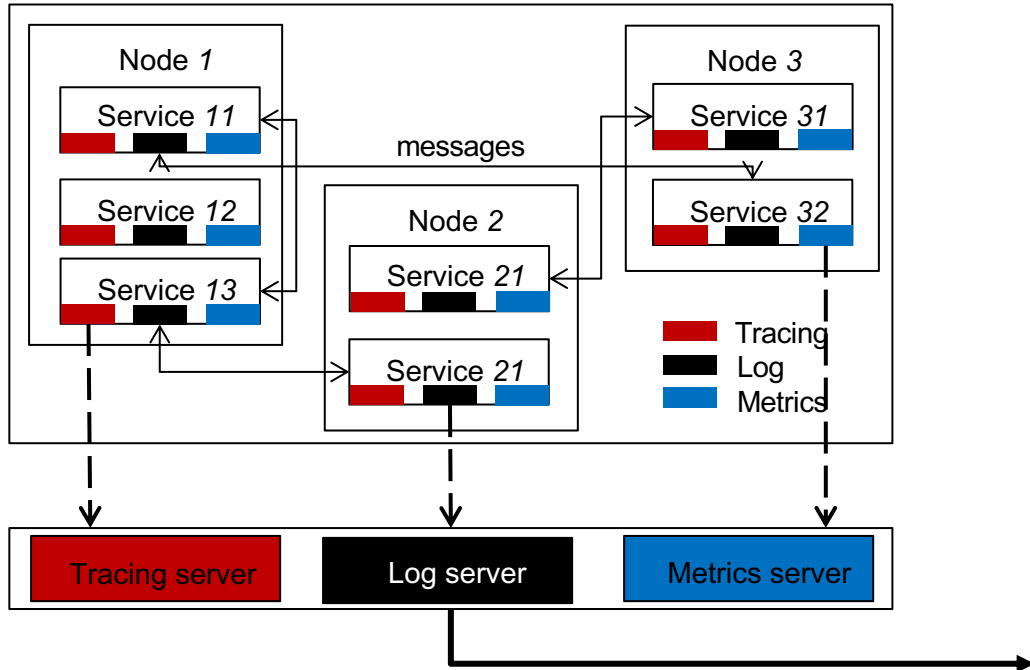 Node 1
Service 11
Service 12
Service 13
messages
Node 2
Service 21
Service 21
Node 3
Service 31
Service 32
Tracing
Log
Metrics
Tracing server
Log server
Metrics server